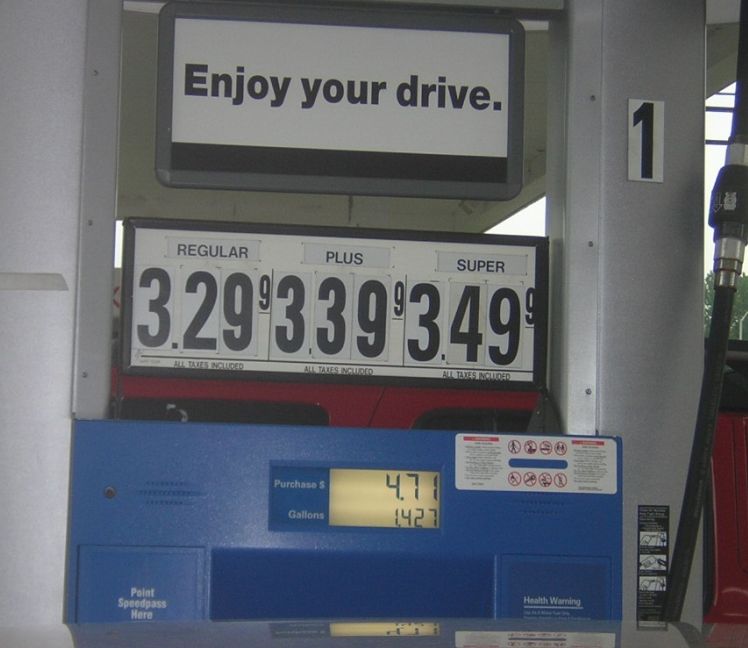 Enjoy your drive.
1
REGULAR PLUS SUPER
3.29 9 3.39 9 3.49 9
ALL TAXES INCLUDED ALL TAXES INCLUDED ALL TAXES INCLUDED
Purchase $ 4.71
Gallons 1.427
Point
Speedpass
Here
Health Warning